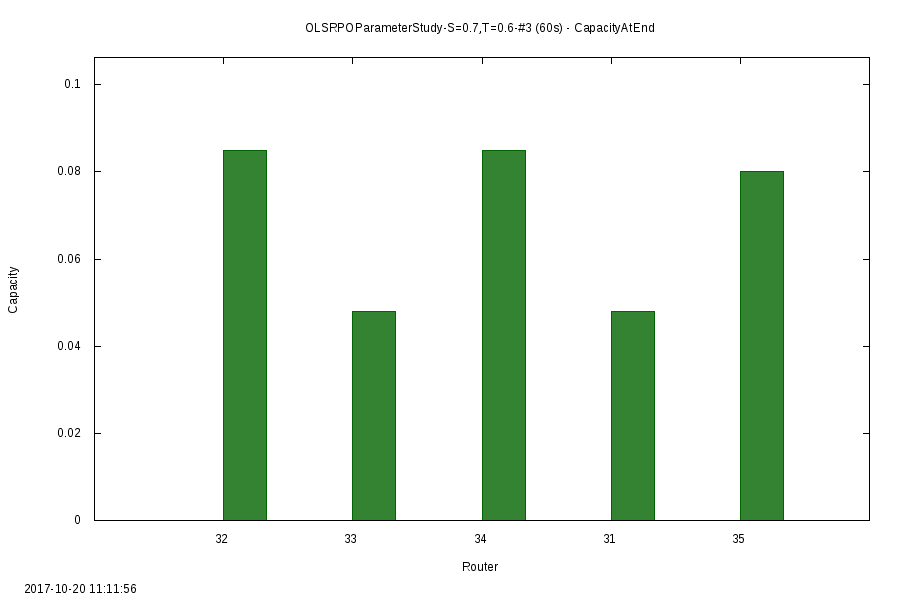 OLSRPOParameterStudy-S=0.7,T=0.6-#3 (60s) - CapacityAtEnd
0.1
0.08
0.06
0.04
0.02
0
Capacity
32 33 34 31 35
Router
2017-10-20 11:11:56